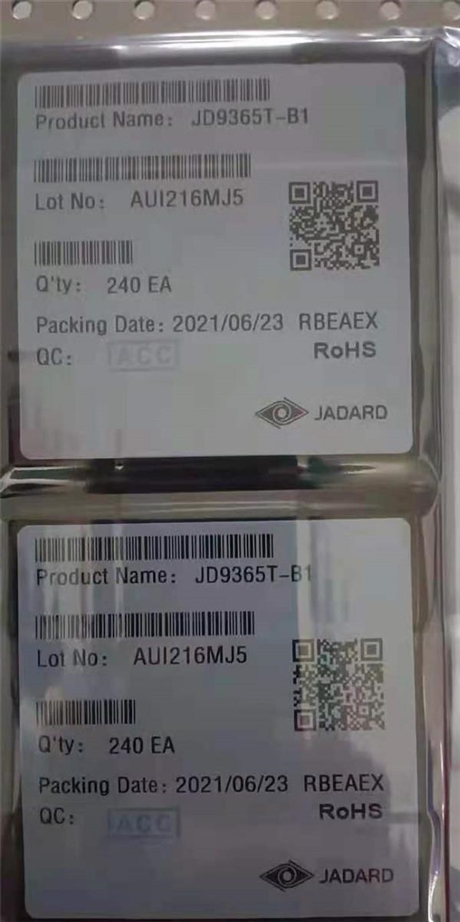 Product Name: JD9365T-B1
Lot No: AUI216MJ5
Q'ty: 240 EA
Packing Date: 2021/06/23 RBEAEX
QC: ACC RoHS
JADARD
Product Name: JD9365T-B1
Lot No: AUI216MJ5
Q'ty: 240 EA
Packing Date: 2021/06/23 RBEAEX
QC: ACC RoHS
JADARD